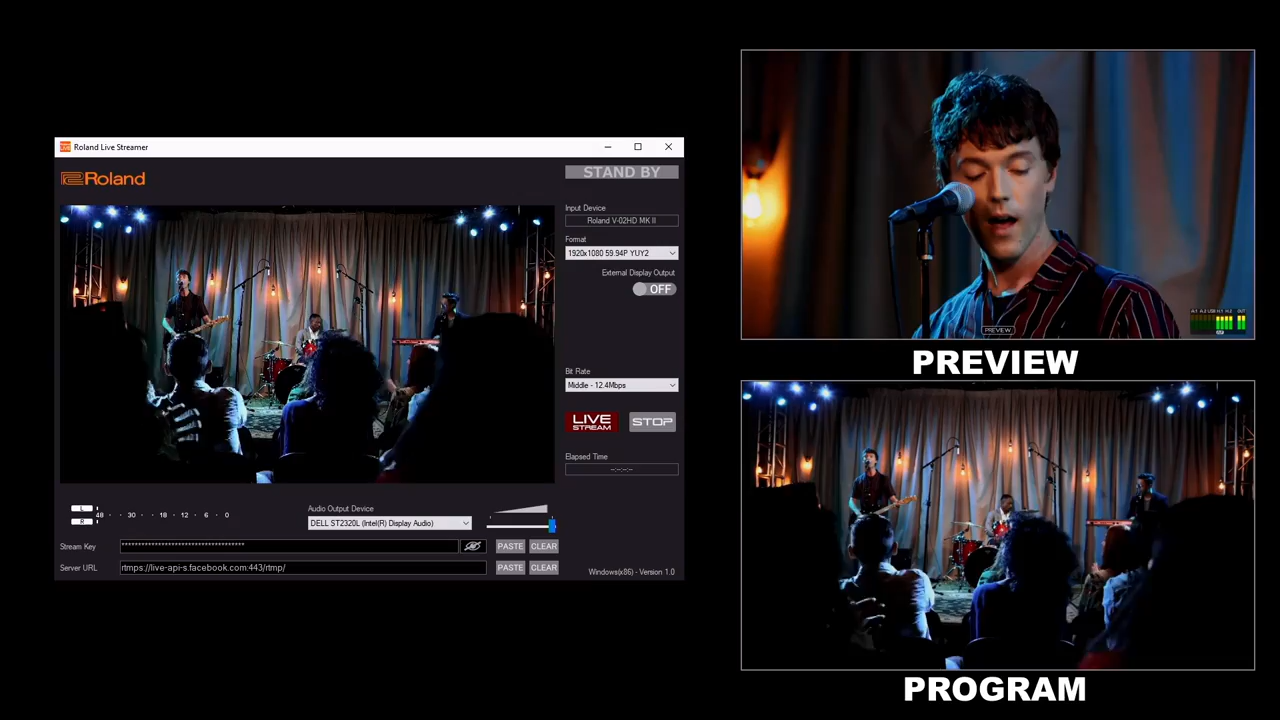 Roland Live Streamer
Roland
STAND BY
Input Device
Roland V-02HD MK II
Format
1920x1080 59.94P YUY2
External Display Output
OFF
Bit Rate
Middle - 12.4Mbps
LIVE
STREAM
STOP
Elapsed Time
--:--:--:--
L
R
48 · · 30 · · 18 · 12 · 6 · 0
Audio Output Device
DELL ST2320L (Intel(R) Display Audio)
Stream Key
*************************************
PASTE
CLEAR
Server URL
rtmps://live-api-s.facebook.com:443/rtmp/
PASTE
CLEAR
Windows(x86) - Version 1.0
PREVIEW
PREVIEW
PROGRAM